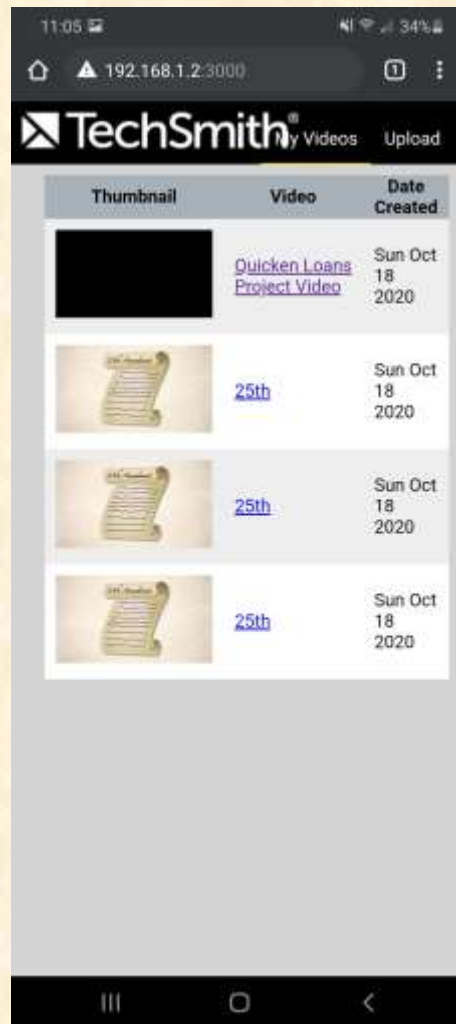 11:05 34%
192.168.1.2:3000 1
TechSmith® My Videos Upload
Thumbnail Video Date
Created
Quicken Loans
Project Video
Sun Oct
18
2020
25th
Sun Oct
18
2020
25th
Sun Oct
18
2020
25th
Sun Oct
18
2020